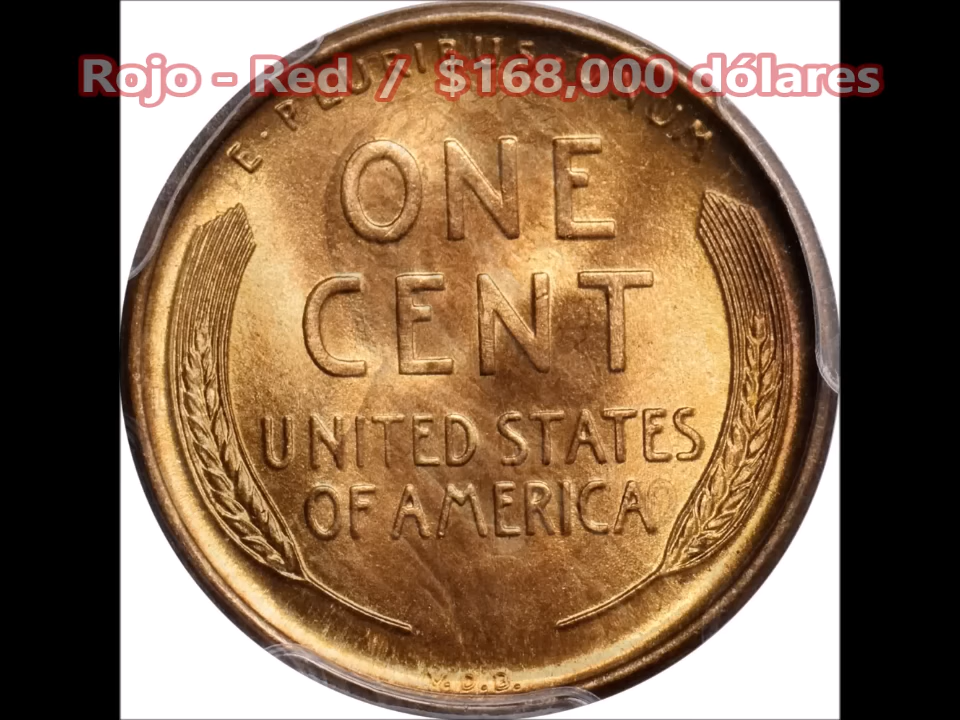 Rojo - Red / $168,000 dólares
E·PLURIBUS·UNUM
ONE
CENT
UNITED STATES
OF AMERICA
V.D.B.